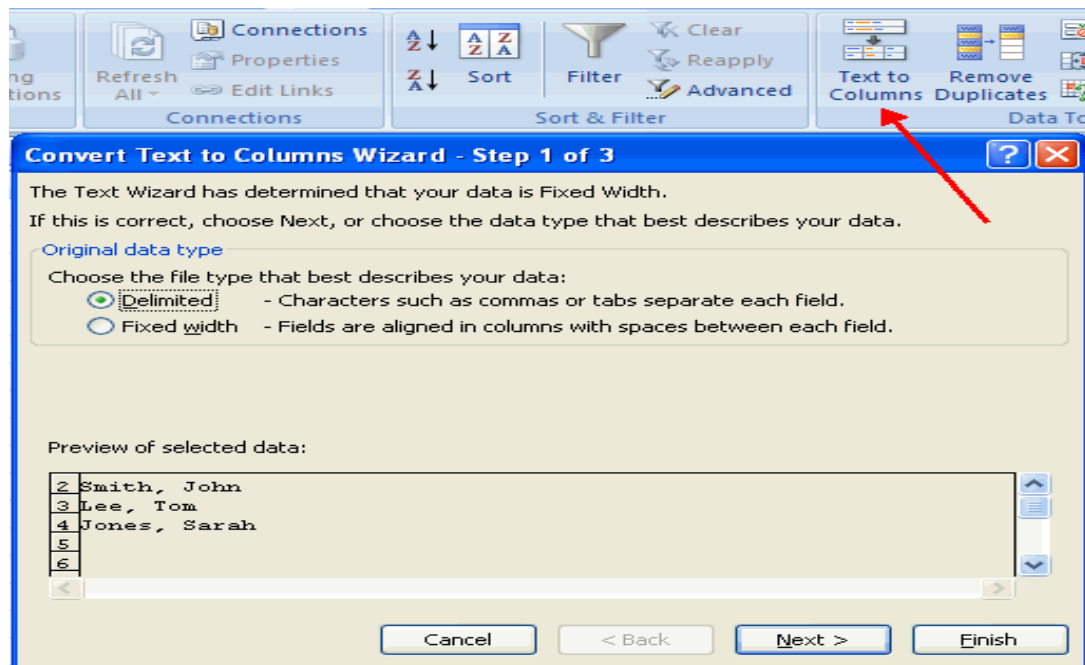 Connections
Properties
Edit Links
Refresh
All
Connections
A
Z
Z
A
A Z
Z A
Sort
Filter
Clear
Reapply
Advanced
Sort & Filter
Text to
Columns
Remove
Duplicates
Convert Text to Columns Wizard - Step 1 of 3
?
The Text Wizard has determined that your data is Fixed Width.
If this is correct, choose Next, or choose the data type that best describes your data.
Original data type
Choose the file type that best describes your data:
Delimited - Characters such as commas or tabs separate each field.
Fixed width - Fields are aligned in columns with spaces between each field.
Preview of selected data:
2 Smith, John
3 Lee, Tom
4 Jones, Sarah
5
6
Cancel
< Back
Next >
Finish